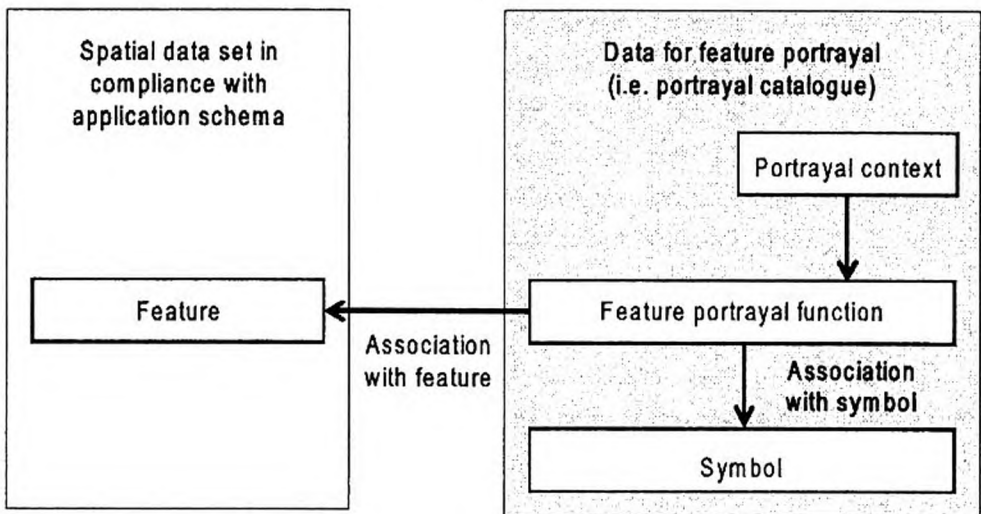 Spatial data set in
compliance with
application schema
Data for feature portrayal
(i.e. portrayal catalogue)
Portrayal context
Feature
Feature portrayal function
Association
with feature
Association
with symbol
Symbol